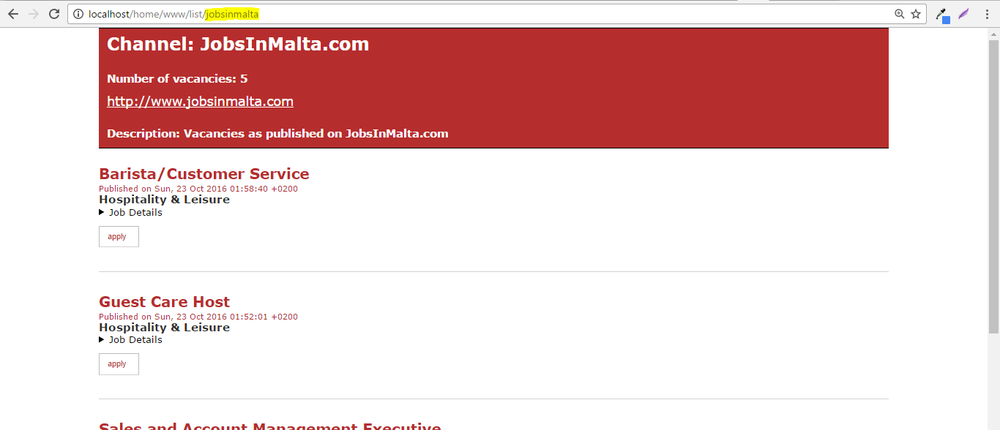 localhost/home/www/list/jobsinmalta
Channel: JobsInMalta.com
Number of vacancies: 5
http://www.jobsinmalta.com
Description: Vacancies as published on JobsInMalta.com
Barista/Customer Service
Published on Sun, 23 Oct 2016 01:58:40 +0200
Hospitality & Leisure
Job Details
apply
Guest Care Host
Published on Sun, 23 Oct 2016 01:52:01 +0200
Hospitality & Leisure
Job Details
apply
Sales and Account Management Executive